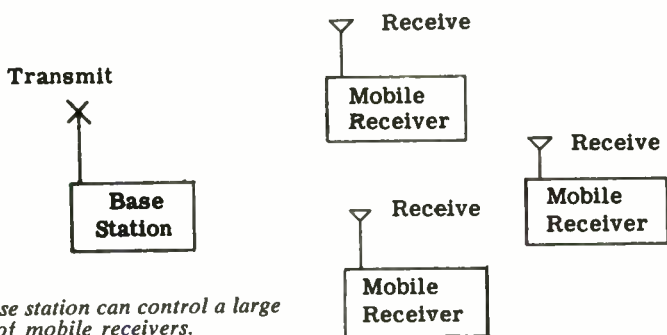 Receive
Transmit
Mobile
Receiver
Receive
Base
Station
Mobile
Receiver
Receive
Mobile
Receiver
station can control a large
of mobile receivers.